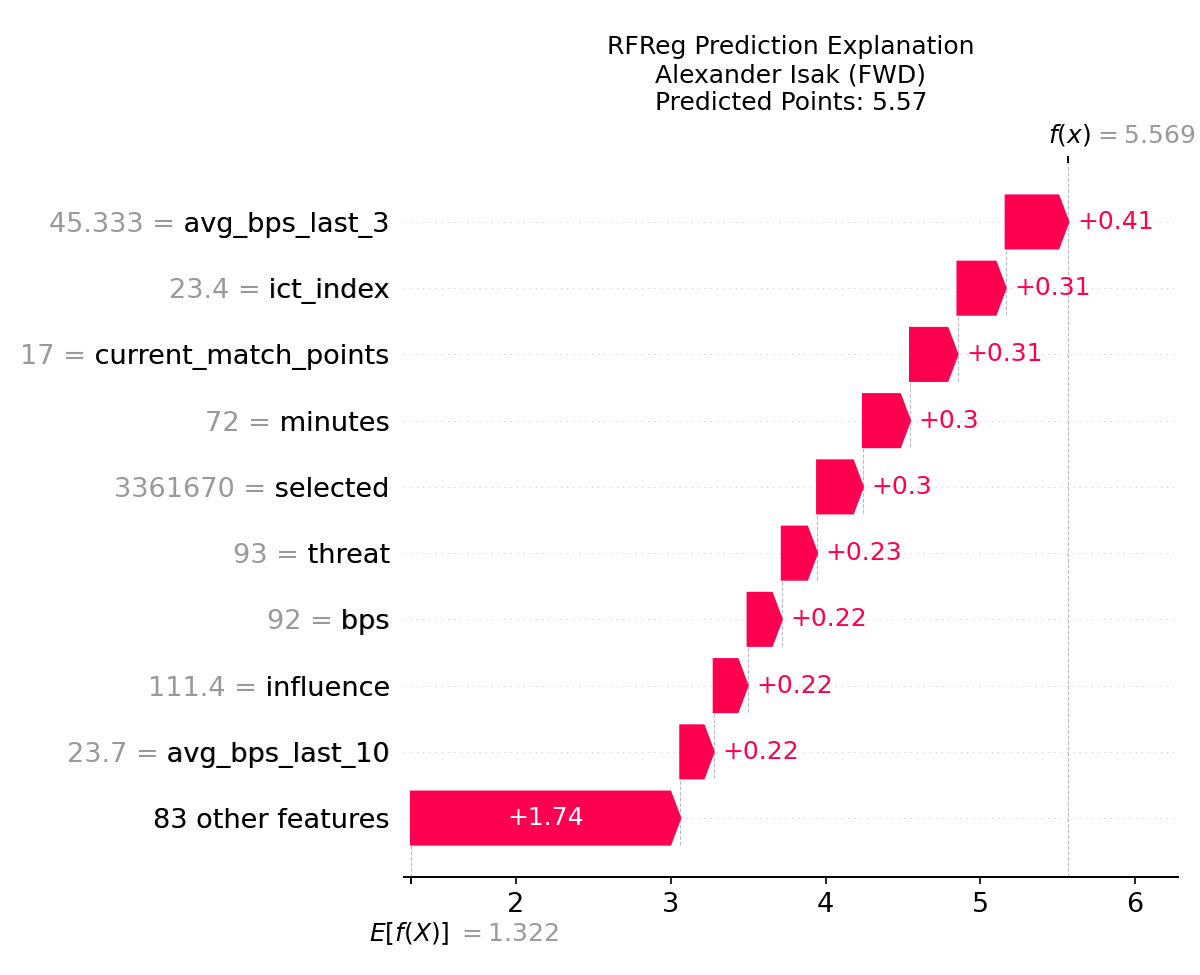 RFReg Prediction Explanation
Alexander Isak (FWD)
Predicted Points: 5.57
f(x) = 5.569
45.333 = avg_bps_last_3
+0.41
23.4 = ict_index
+0.31
17 = current_match_points
+0.31
72 = minutes
+0.3
3361670 = selected
+0.3
93 = threat
+0.23
92 = bps
+0.22
111.4 = influence
+0.22
23.7 = avg_bps_last_10
+0.22
83 other features
+1.74
2 3 4 5 6
E[f(X)] = 1.322